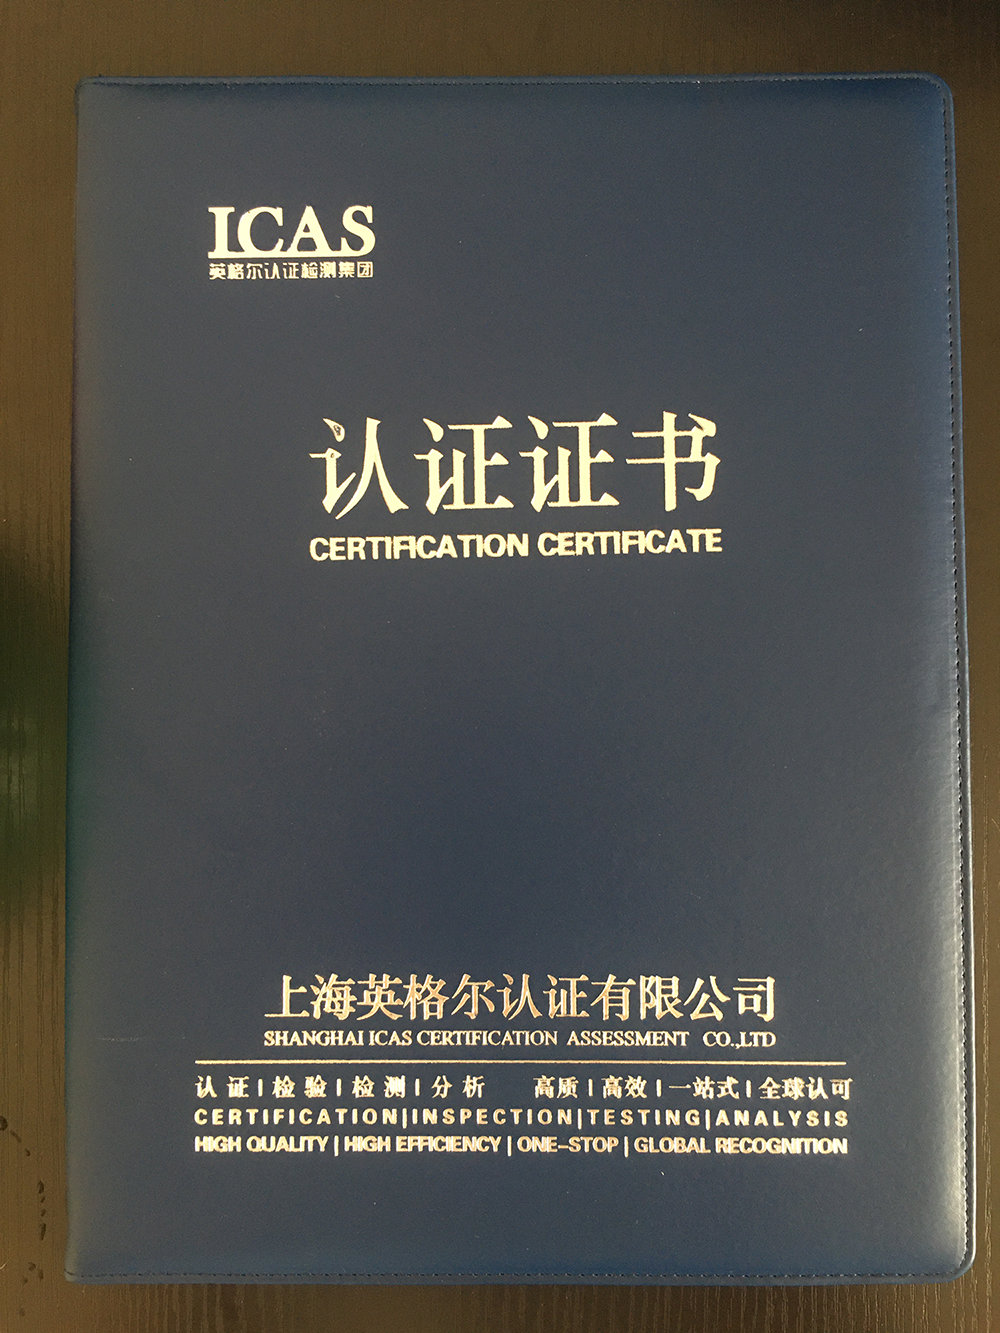 ICAS
英格尔认证检测集团
认证证书
CERTIFICATION CERTIFICATE
上海英格尔认证有限公司
SHANGHAI ICAS CERTIFICATION ASSESSMENT CO.,LTD
认证|检验|检测|分析 高质|高效|一站式|全球认可
CERTIFICATION|INSPECTION|TESTING|ANALYSIS
HIGH QUALITY|HIGH EFFICIENCY|ONE-STOP|GLOBAL RECOGNITION